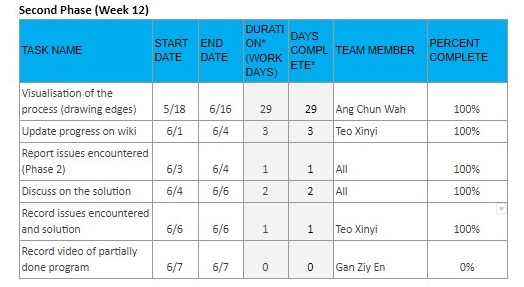 Second Phase (Week 12)
TASK NAME START DATE END DATE DURATION* (WORK DAYS) DAYS COMPLETE* TEAM MEMBER PERCENT COMPLETE
Visualisation of the
process (drawing edges) 5/18 6/16 29 29 Ang Chun Wah 100%
Update progress on wiki 6/1 6/4 3 3 Teo Xinyi 100%
Report issues encountered
(Phase 2) 6/3 6/4 1 1 All 100%
Discuss on the solution 6/4 6/6 2 2 All 100%
Record issues encountered
and solution 6/6 6/6 1 1 Teo Xinyi 100%
Record video of partially
done program 6/7 6/7 0 0 Gan Ziy En 0%